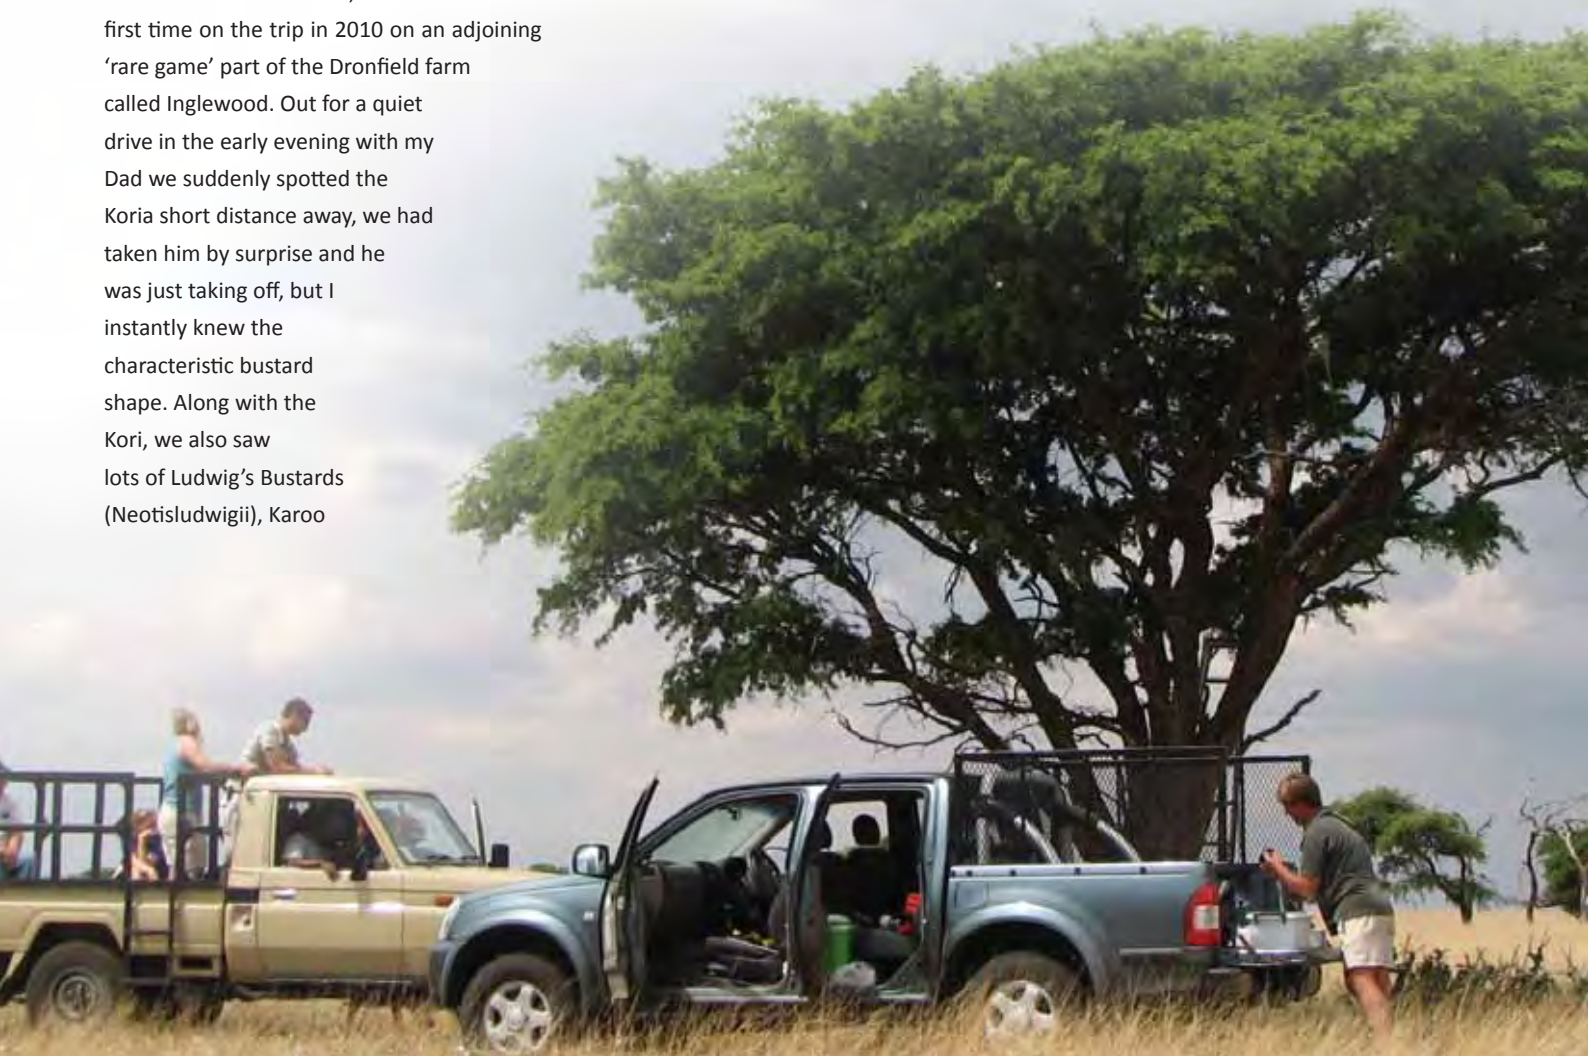 first time on the trip in 2010 on an adjoining
‘rare game’ part of the Dronfield farm
called Inglewood. Out for a quiet
drive in the early evening with my
Dad we suddenly spotted the
Koria short distance away, we had
taken him by surprise and he
was just taking off, but I
instantly knew the
characteristic bustard
shape. Along with the
Kori, we also saw
lots of Ludwig’s Bustards
(Neotisludwigii), Karoo